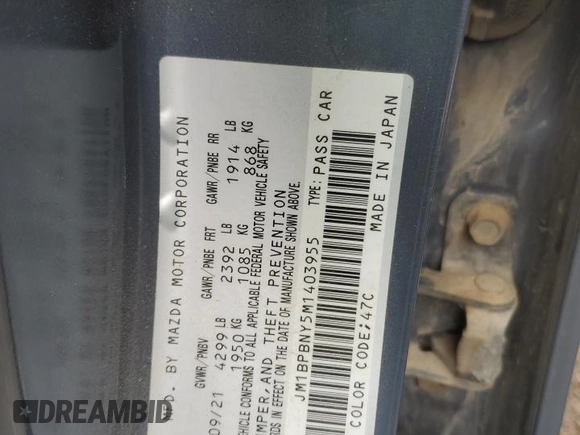 MFD. BY MAZDA MOTOR CORPORATION
GVWR/PNBV GAWR/PNBE FRT GAWR/PNBE RR
09/21 4299 LB 2392 LB 1914 LB
1950 KG 1085 KG 868 KG
VEHICLE CONFORMS TO ALL APPLICABLE FEDERAL MOTOR VEHICLE SAFETY
BUMPER, AND THEFT PREVENTION
IN EFFECT ON THE DATE OF MANUFACTURE SHOWN ABOVE.
JM1BPBNY5M1403955 TYPE: PASS CAR
COLOR CODE;47C MADE IN JAPAN
DREAMBID